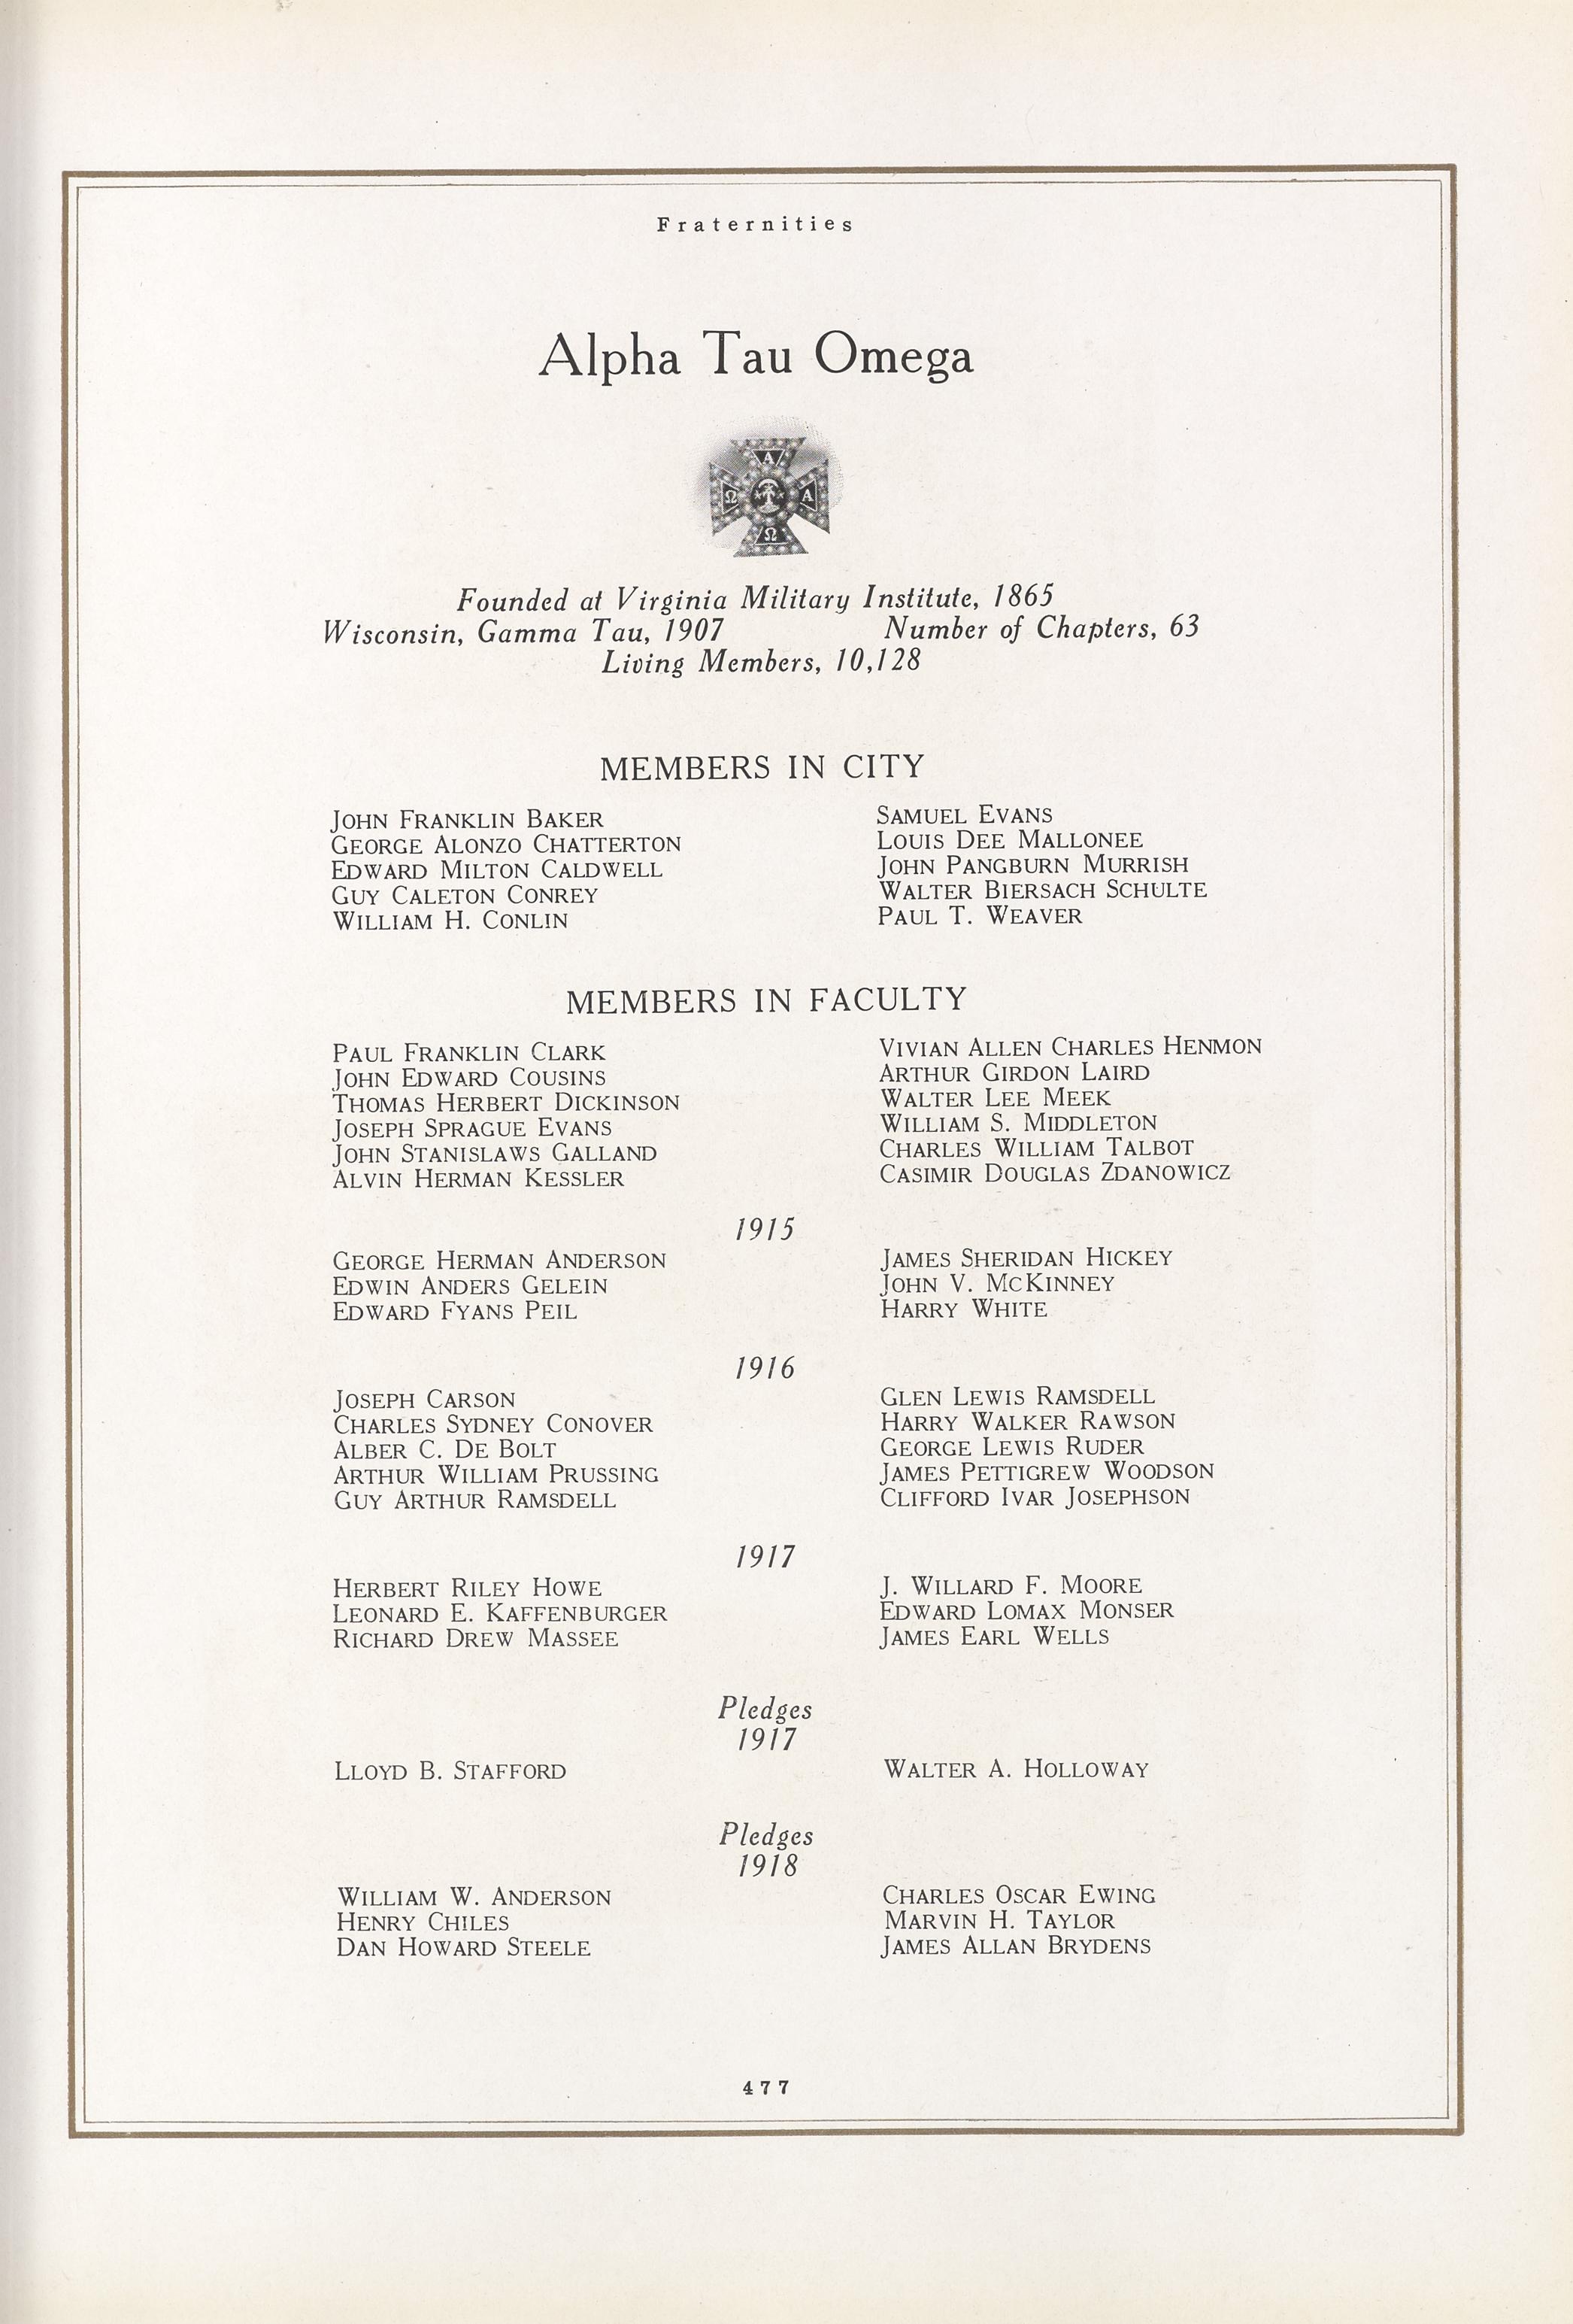 Fraternities
Alpha Tau Omega
A
Ω A
Ω
Founded at Virginia Military Institute, 1865
Wisconsin, Gamma Tau, 1907 Number of Chapters, 63
Living Members, 10,128
MEMBERS IN CITY
JOHN FRANKLIN BAKER SAMUEL EVANS
GEORGE ALONZO CHATTERTON LOUIS DEE MALLONEE
EDWARD MILTON CALDWELL JOHN PANGBURN MURRISH
GUY CALETON CONREY WALTER BIERSACH SCHULTE
WILLIAM H. CONLIN PAUL T. WEAVER
MEMBERS IN FACULTY
PAUL FRANKLIN CLARK VIVIAN ALLEN CHARLES HENMON
JOHN EDWARD COUSINS ARTHUR GIRDON LAIRD
THOMAS HERBERT DICKINSON WALTER LEE MEEK
JOSEPH SPRAGUE EVANS WILLIAM S. MIDDLETON
JOHN STANISLAWS GALLAND CHARLES WILLIAM TALBOT
ALVIN HERMAN KESSLER CASIMIR DOUGLAS ZDANOWICZ
1915
GEORGE HERMAN ANDERSON JAMES SHERIDAN HICKEY
EDWIN ANDERS GELEIN JOHN V. MCKINNEY
EDWARD FYANS PEIL HARRY WHITE
1916
JOSEPH CARSON GLEN LEWIS RAMSDELL
CHARLES SYDNEY CONOVER HARRY WALKER RAWSON
ALBER C. DE BOLT GEORGE LEWIS RUDER
ARTHUR WILLIAM PRUSSING JAMES PETTIGREW WOODSON
GUY ARTHUR RAMSDELL CLIFFORD IVAR JOSEPHSON
1917
HERBERT RILEY HOWE J. WILLARD F. MOORE
LEONARD E. KAFFENBURGER EDWARD LOMAX MONSER
RICHARD DREW MASSEE JAMES EARL WELLS
Pledges
1917
LLOYD B. STAFFORD WALTER A. HOLLOWAY
Pledges
1918
WILLIAM W. ANDERSON CHARLES OSCAR EWING
HENRY CHILES MARVIN H. TAYLOR
DAN HOWARD STEELE JAMES ALLAN BRYDENS
477